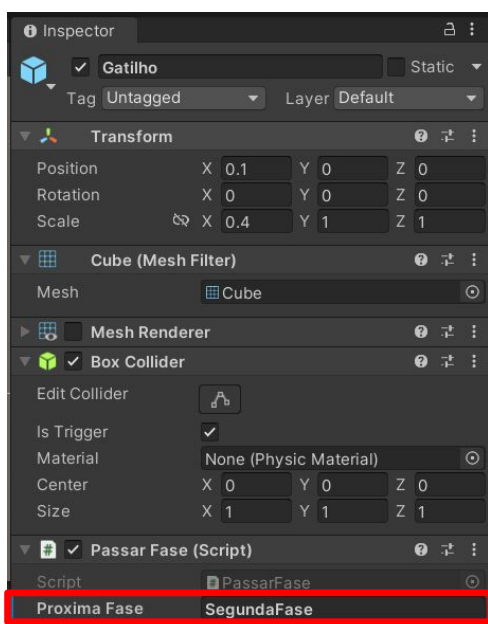 Inspector
Gatilho Static
Tag Untagged Layer Default
Transform
Position X 0.1 Y 0 Z 0
Rotation X 0 Y 0 Z 0
Scale X 0.4 Y 1 Z 1
Cube (Mesh Filter)
Mesh Cube
Mesh Renderer
Box Collider
Edit Collider
Is Trigger
Material None (Physic Material)
Center X 0 Y 0 Z 0
Size X 1 Y 1 Z 1
# Passar Fase (Script)
Script PassarFase
Proxima Fase SegundaFase